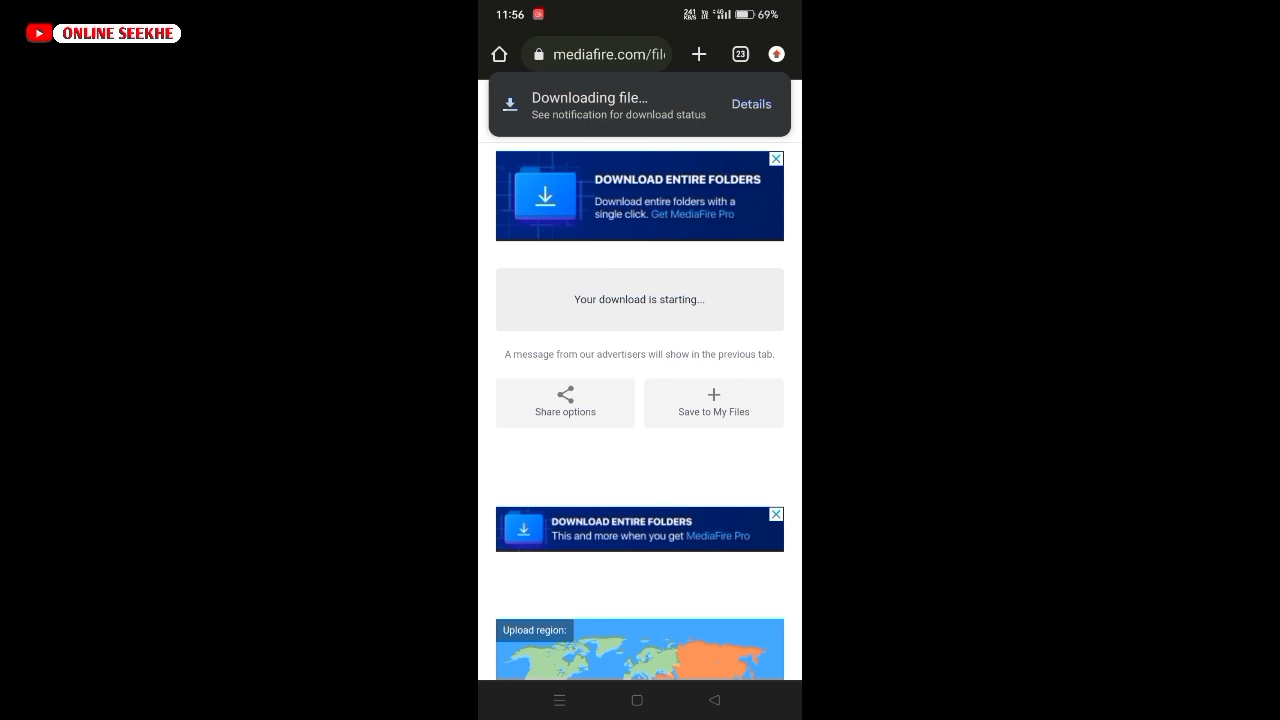 ONLINE SEEKHE
11:56
241 KB/S
4G
69%
mediafire.com/fil
23
Downloading file…
See notification for download status
Details
DOWNLOAD ENTIRE FOLDERS
Download entire folders with a
single click. Get MediaFire Pro
Your download is starting...
A message from our advertisers will show in the previous tab.
Share options
Save to My Files
DOWNLOAD ENTIRE FOLDERS
This and more when you get MediaFire Pro
Upload region: